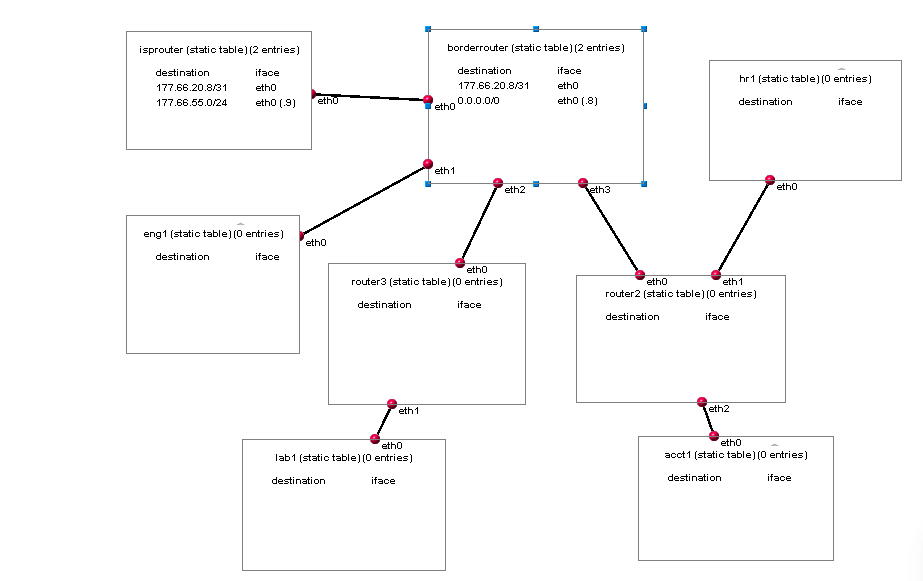 isprouter (static table)(2 entries)
destination iface
177.66.20.8/31 eth0
177.66.55.0/24 eth0 (.9)
eth0
borderrouter (static table)(2 entries)
destination iface
177.66.20.8/31 eth0
0.0.0.0/0 eth0 (.8)
eth0
eth1
eth2
eth3
hr1 (static table)(0 entries)
destination iface
eth0
eng1 (static table)(0 entries)
destination iface
eth0
eth0
router3 (static table)(0 entries)
destination iface
eth1
eth0
eth1
router2 (static table)(0 entries)
destination iface
eth2
eth0
lab1 (static table)(0 entries)
destination iface
eth0
acct1 (static table)(0 entries)
destination iface